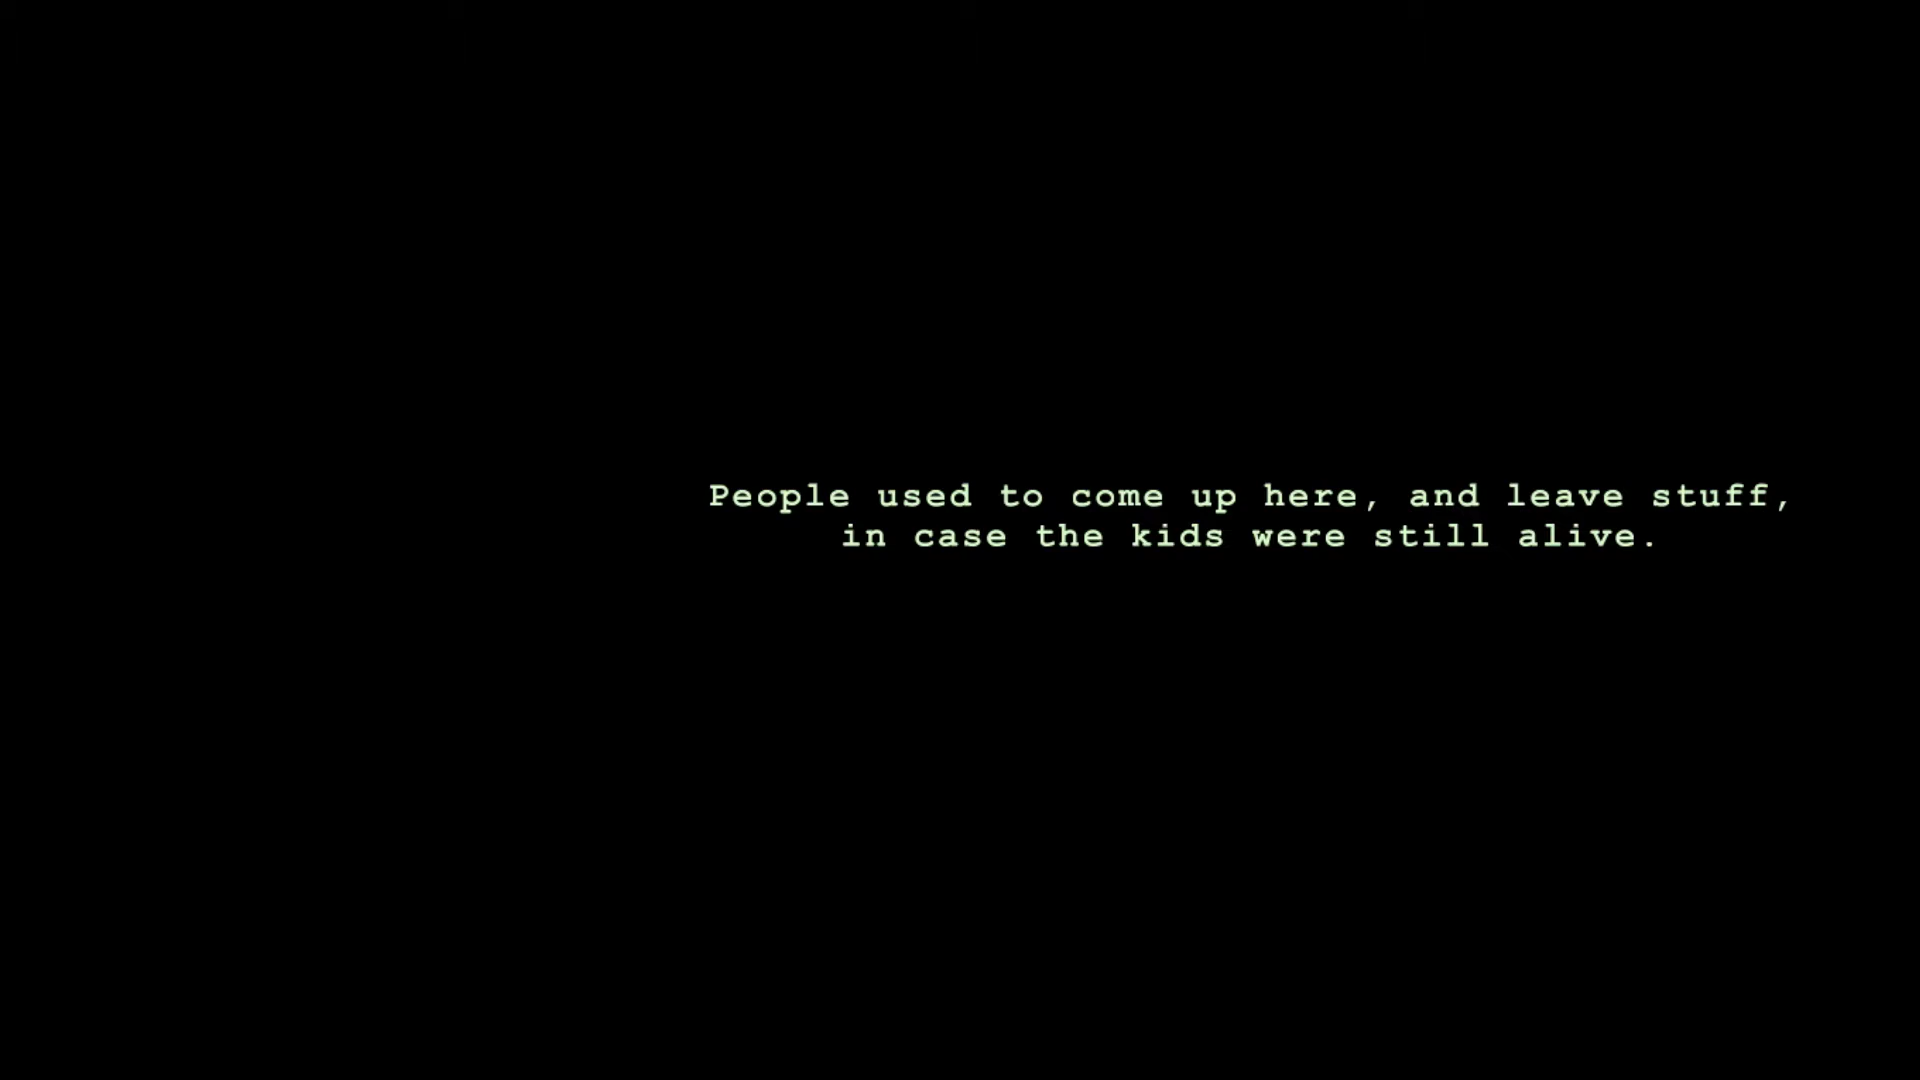 People used to come up here, and leave stuff,
in case the kids were still alive.